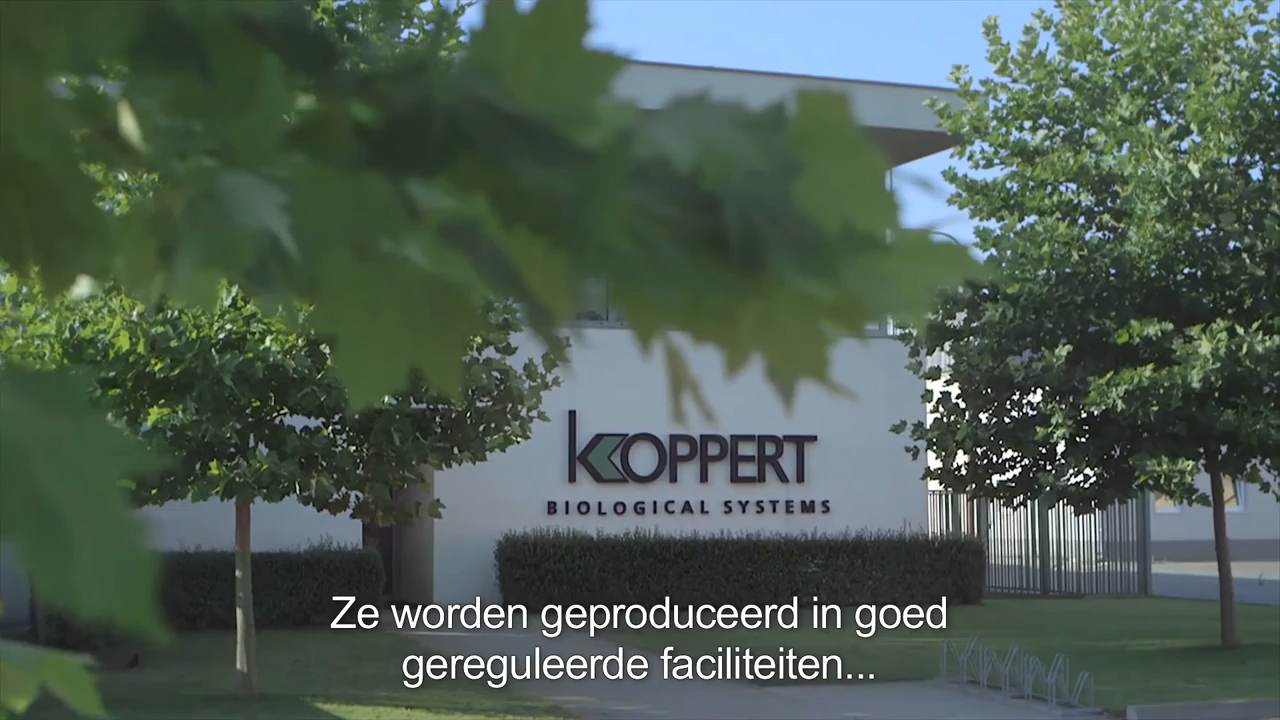 KOPPERT
BIOLOGICAL SYSTEMS
Ze worden geproduceerd in goed
gereguleerde faciliteiten...